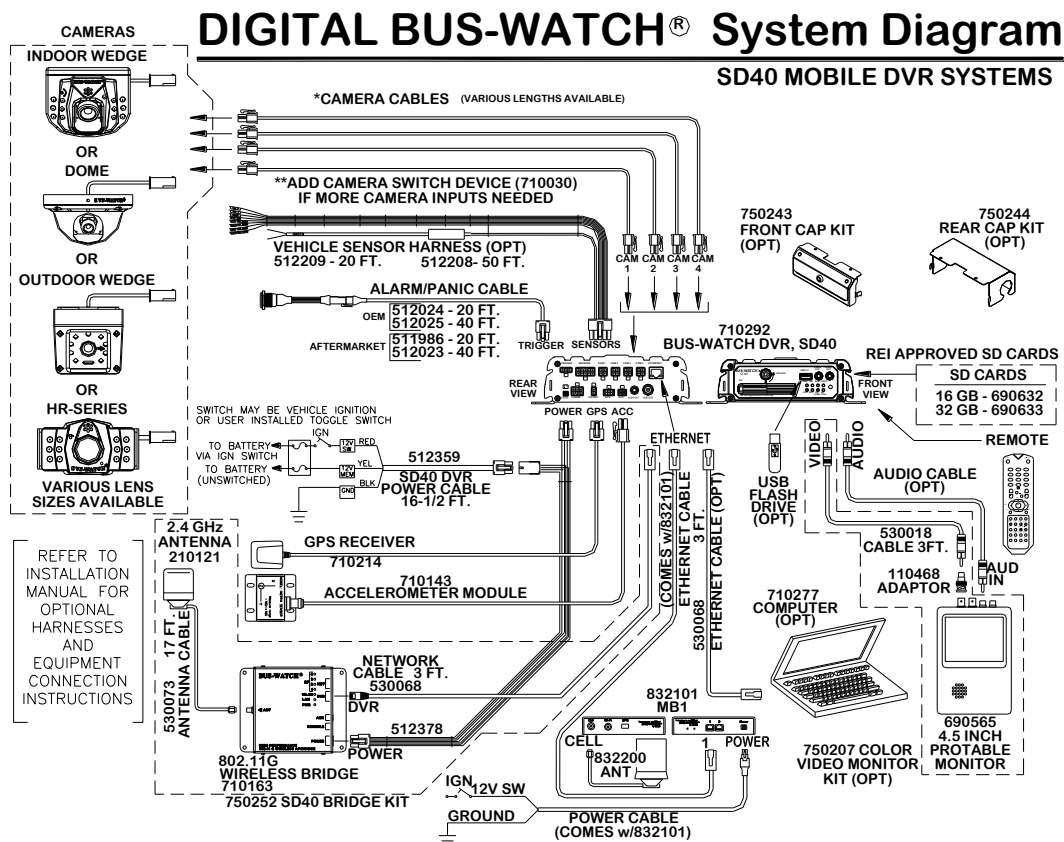 DIGITAL BUS-WATCH® System Diagram
SD40 MOBILE DVR SYSTEMS
CAMERAS
INDOOR WEDGE
OR
DOME
OR
OUTDOOR WEDGE
OR
HR-SERIES
VARIOUS LENS
SIZES AVAILABLE
*CAMERA CABLES (VARIOUS LENGTHS AVAILABLE)
**ADD CAMERA SWITCH DEVICE (710030)
IF MORE CAMERA INPUTS NEEDED
VEHICLE SENSOR HARNESS (OPT)
512209 - 20 FT. 512208- 50 FT.
ALARM/PANIC CABLE
OEM
512024 - 20 FT.
512025 - 40 FT.
AFTERMARKET
511986 - 20 FT.
512023 - 40 FT.
TRIGGER
SENSORS
CAM
1
CAM
2
CAM
3
CAM
4
750243
FRONT CAP KIT
(OPT)
750244
REAR CAP KIT
(OPT)
710292
BUS-WATCH DVR, SD40
REAR
VIEW
FRONT
VIEW
REI APPROVED SD CARDS
SD CARDS
16 GB - 690632
32 GB - 690633
REMOTE
POWER GPS ACC
ETHERNET
SWITCH MAY BE VEHICLE IGNITION
OR USER INSTALLED TOGGLE SWITCH
IGN
TO BATTERY
VIA IGN SWITCH
TO BATTERY
(UNSWITCHED)
12V
SW
RED
12V
MEM
YEL
GND
BLK
512359
SD40 DVR
POWER CABLE
16-1/2 FT.
USB
FLASH
DRIVE
(OPT)
VIDEO
AUDIO
AUDIO CABLE
(OPT)
530018
CABLE 3FT.
110468
ADAPTOR
AUD
IN
2.4 GHz
ANTENNA
210121
GPS RECEIVER
710214
710143
ACCELEROMETER MODULE
(COMES w/832101)
ETHERNET CABLE
530068 3 FT.
ETHERNET CABLE (OPT)
REFER TO
INSTALLATION
MANUAL FOR
OPTIONAL
HARNESSES
AND
EQUIPMENT
CONNECTION
INSTRUCTIONS
530073 17 FT.
ANTENNA CABLE
BUS-WATCH®
NETWORK
CABLE 3 FT.
530068
DVR
512378
POWER
802.11G
WIRELESS BRIDGE
710163
750252 SD40 BRIDGE KIT
710277
COMPUTER
(OPT)
832101
MB1
CELL
832200
ANT
1
POWER
IGN
12V SW
GROUND
POWER CABLE
(COMES w/832101)
690565
4.5 INCH
PROTABLE
MONITOR
750207 COLOR
VIDEO MONITOR
KIT (OPT)